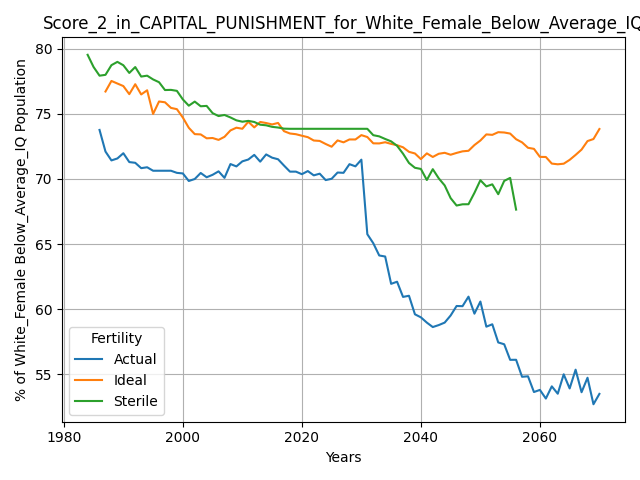 Score_2_in_CAPITAL_PUNISHMENT_for_White_Female_Below_Average_IQ
% of White_Female Below_Average_IQ Population
80
75
70
65
60
55
Fertility
Actual
Ideal
Sterile
1980
2000
2020
2040
2060
Years